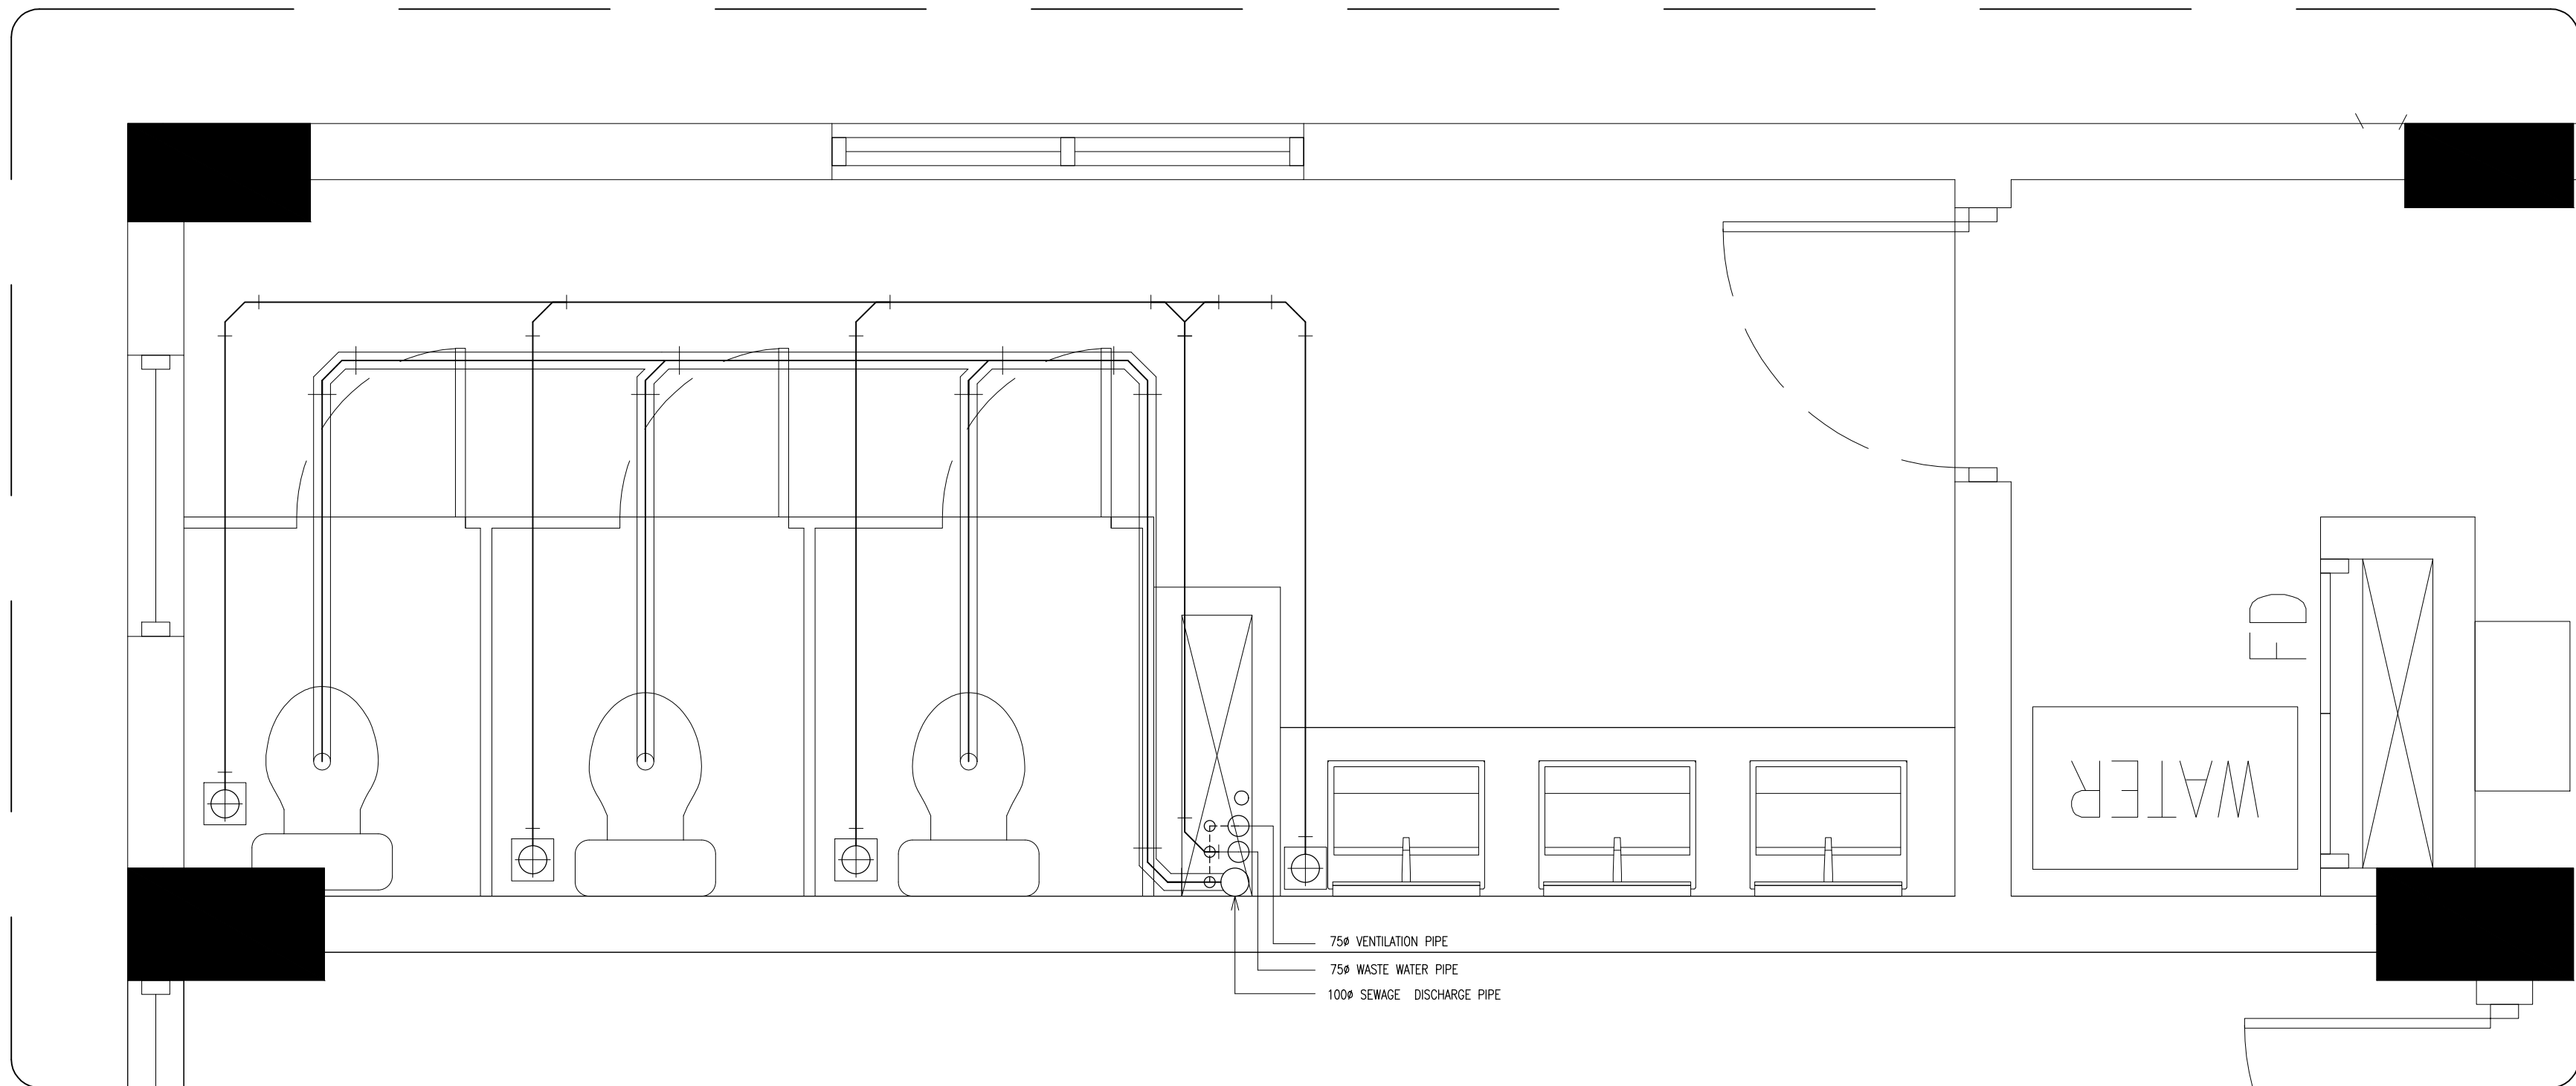 FD
WATER
75ø VENTILATION PIPE
75ø WASTE WATER PIPE
100ø SEWAGE DISCHARGE PIPE